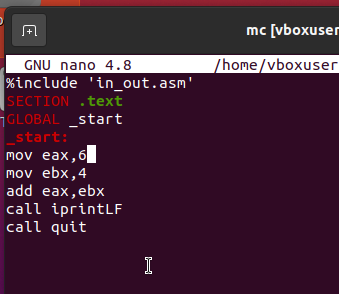 mc [vboxuser
GNU nano 4.8 /home/vboxuser
%include 'in_out.asm'
SECTION .text
GLOBAL _start
_start:
mov eax,6
mov ebx,4
add eax,ebx
call iprintLF
call quit